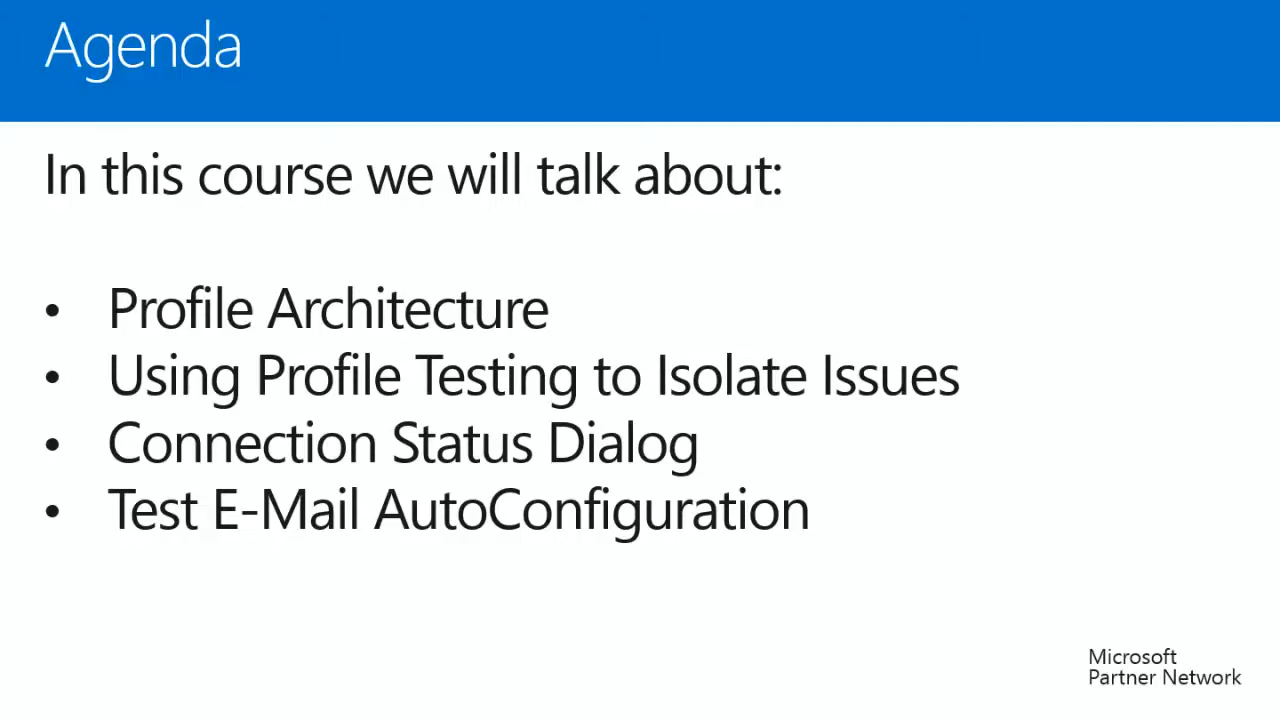 Agenda
In this course we will talk about:
• Profile Architecture
• Using Profile Testing to Isolate Issues
• Connection Status Dialog
• Test E-Mail AutoConfiguration
Microsoft
Partner Network